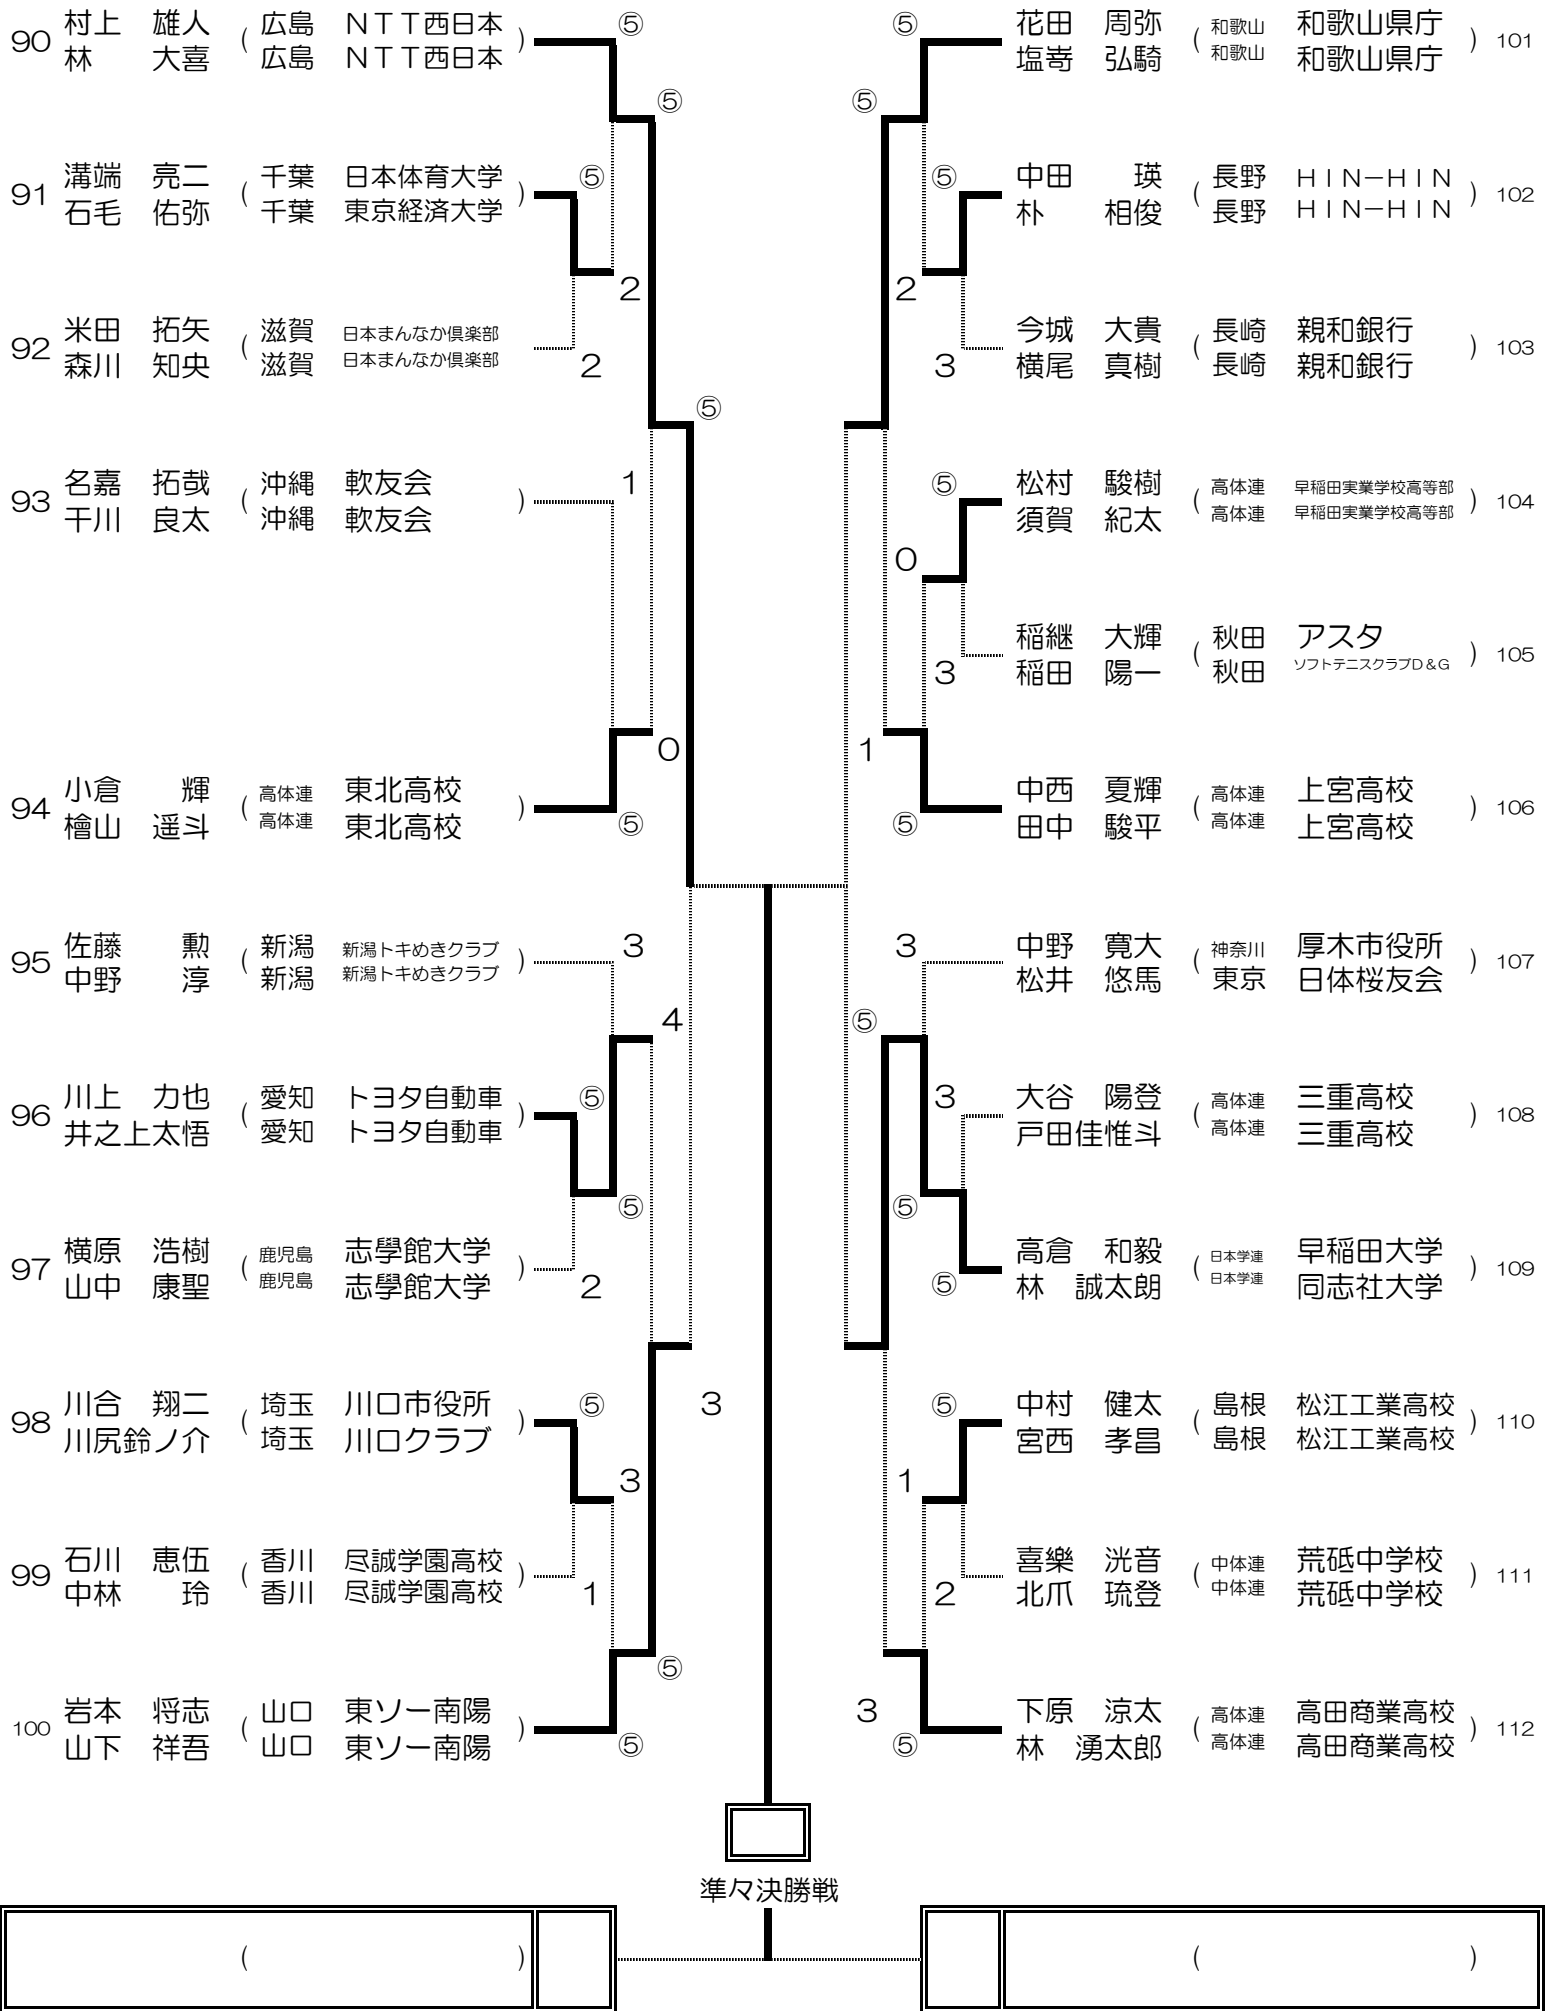 90 村上 雄人 ( 広島 ＮＴＴ西日本 ) ⑤
林 大喜 広島 ＮＴＴ西日本
⑤
91 溝端 亮二 ( 千葉 日本体育大学 ) ⑤
石毛 佑弥 千葉 東京経済大学
2
92 米田 拓矢 ( 滋賀 日本まんなか倶楽部
森川 知央 滋賀 日本まんなか倶楽部 2
⑤
93 名嘉 拓哉 ( 沖縄 軟友会 ) 1
干川 良太 沖縄 軟友会
0
94 小倉 輝 ( 高体連 東北高校 )
檜山 遥斗 高体連 東北高校 ⑤
95 佐藤 勲 ( 新潟 新潟トキめきクラブ ) 3
中野 淳 新潟 新潟トキめきクラブ
4
96 川上 力也 ( 愛知 トヨタ自動車 ) ⑤
井之上太悟 愛知 トヨタ自動車
⑤
97 横原 浩樹 ( 鹿児島 志學館大学 )
山中 康聖 鹿児島 志學館大学 2
3
98 川合 翔二 ( 埼玉 川口市役所 ) ⑤
川尻鈴ノ介 埼玉 川口クラブ
3
99 石川 恵伍 ( 香川 尽誠学園高校 )
中林 玲 香川 尽誠学園高校 1
⑤
100 岩本 将志 ( 山口 東ソー南陽 )
山下 祥吾 山口 東ソー南陽 ⑤
⑤ 花田 周弥 ( 和歌山 和歌山県庁 ) 101
塩嵜 弘騎 和歌山 和歌山県庁
⑤
⑤ 中田 瑛 ( 長野 ＨＩＮ−ＨＩＮ ) 102
朴 相俊 長野 ＨＩＮ−ＨＩＮ
2
今城 大貴 ( 長崎 親和銀行 ) 103
3 横尾 真樹 長崎 親和銀行
⑤ 松村 駿樹 ( 高体連 早稲田実業学校高等部 ) 104
須賀 紀太 高体連 早稲田実業学校高等部
0
稲継 大輝 ( 秋田 アスタ ) 105
3 稲田 陽一 秋田 ソフトテニスクラブＤ＆Ｇ
1
中西 夏輝 ( 高体連 上宮高校 ) 106
⑤ 田中 駿平 高体連 上宮高校
3 中野 寛大 ( 神奈川 厚木市役所 ) 107
松井 悠馬 東京 日体桜友会
⑤
3 大谷 陽登 ( 高体連 三重高校 ) 108
戸田佳惟斗 高体連 三重高校
⑤
高倉 和毅 ( 日本学連 早稲田大学 ) 109
⑤ 林 誠太朗 日本学連 同志社大学
⑤ 中村 健太 ( 島根 松江工業高校 ) 110
宮西 孝昌 島根 松江工業高校
1
喜樂 洸音 ( 中体連 荒砥中学校 ) 111
2 北爪 琉登 中体連 荒砥中学校
3
下原 涼太 ( 高体連 高田商業高校 ) 112
⑤ 林 湧太郎 高体連 高田商業高校
準々決勝戦
( )
( )